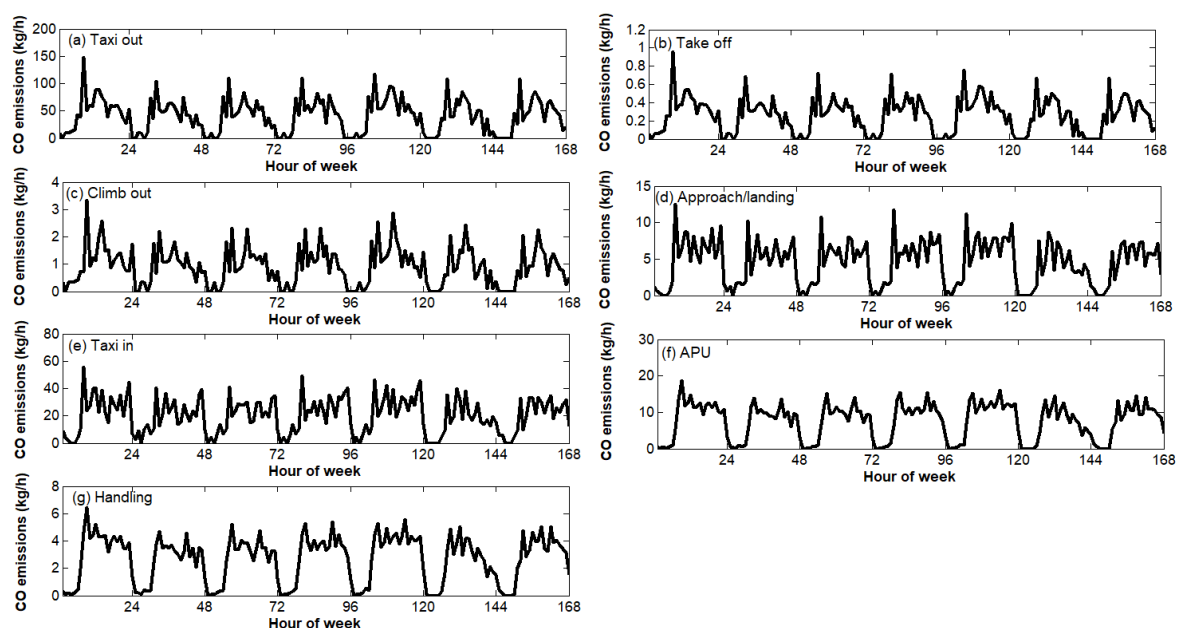 (a) Taxi out
CO emissions (kg/h)
200
150
100
50
0
24 48 72 96 120 144 168
Hour of week
(b) Take off
CO emissions (kg/h)
1.2
1
0.8
0.6
0.4
0.2
0
24 48 72 96 120 144 168
Hour of week
(c) Climb out
CO emissions (kg/h)
4
3
2
1
0
24 48 72 96 120 144 168
Hour of week
(d) Approach/landing
CO emissions (kg/h)
15
10
5
0
24 48 72 96 120 144 168
Hour of week
(e) Taxi in
CO emissions (kg/h)
80
60
40
20
0
24 48 72 96 120 144 168
Hour of week
(f) APU
CO emissions (kg/h)
30
20
10
0
24 48 72 96 120 144 168
Hour of week
(g) Handling
CO emissions (kg/h)
8
6
4
2
0
24 48 72 96 120 144 168
Hour of week